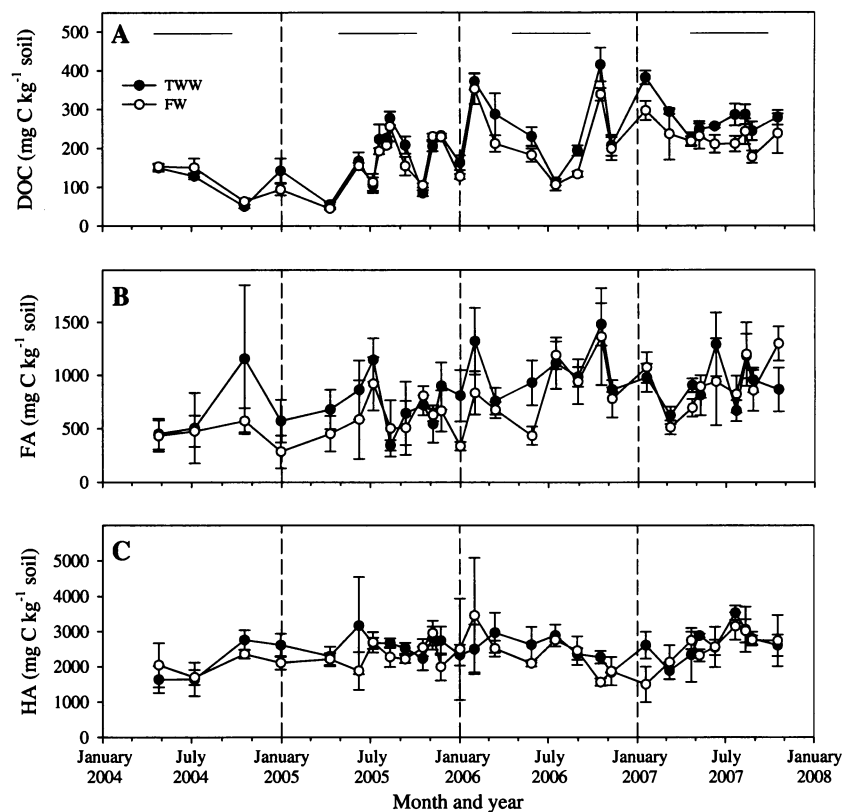 A
500
400
300
200
100
0
DOC (mg C kg⁻¹ soil)
TWW
FW
B
1500
1000
500
0
FA (mg C kg⁻¹ soil)
C
5000
4000
3000
2000
1000
0
HA (mg C kg⁻¹ soil)
January July January July January July January July January
2004 2004 2005 2005 2006 2006 2007 2007 2008
Month and year